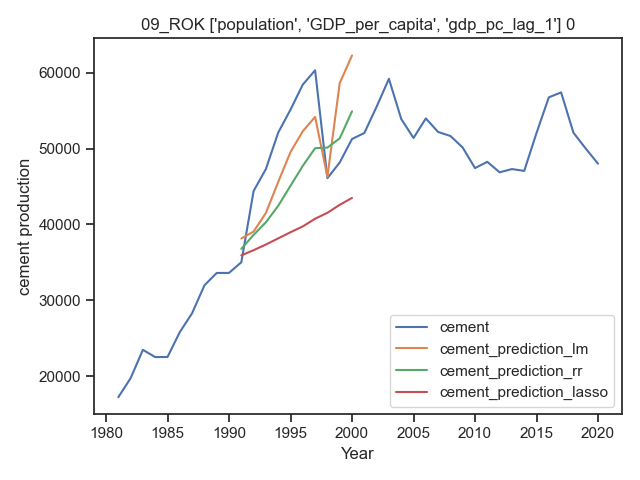 09_ROK ['population', 'GDP_per_capita', 'gdp_pc_lag_1'] 0
60000
50000
40000
30000
20000
cement production
1980 1985 1990 1995 2000 2005 2010 2015 2020
Year
cement
cement_prediction_lm
cement_prediction_rr
cement_prediction_lasso